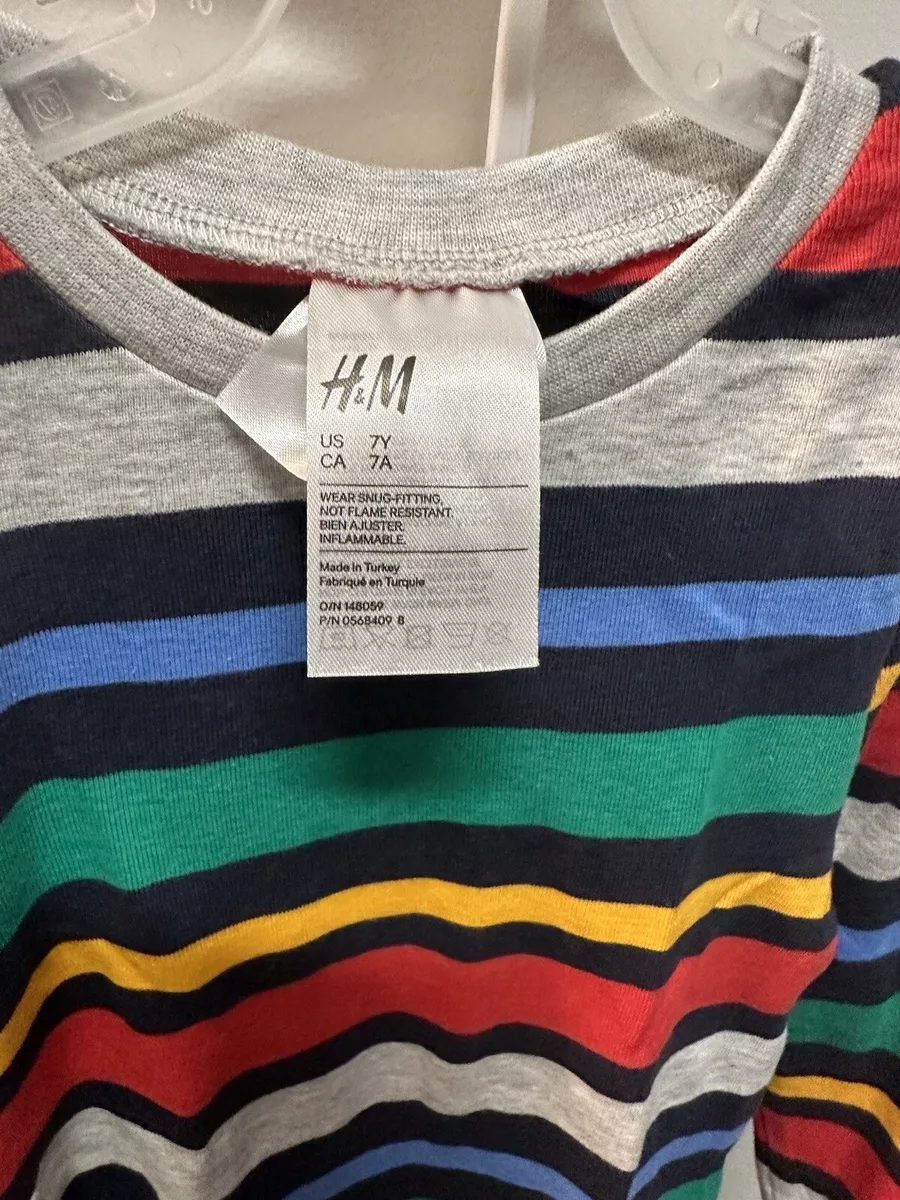 H&M
US 7Y
CA 7A
WEAR SNUG-FITTING,
NOT FLAME RESISTANT.
BIEN AJUSTER.
INFLAMMABLE.
Made in Turkey
Fabriqué en Turquie
O/N 148059
P/N 0568409 8